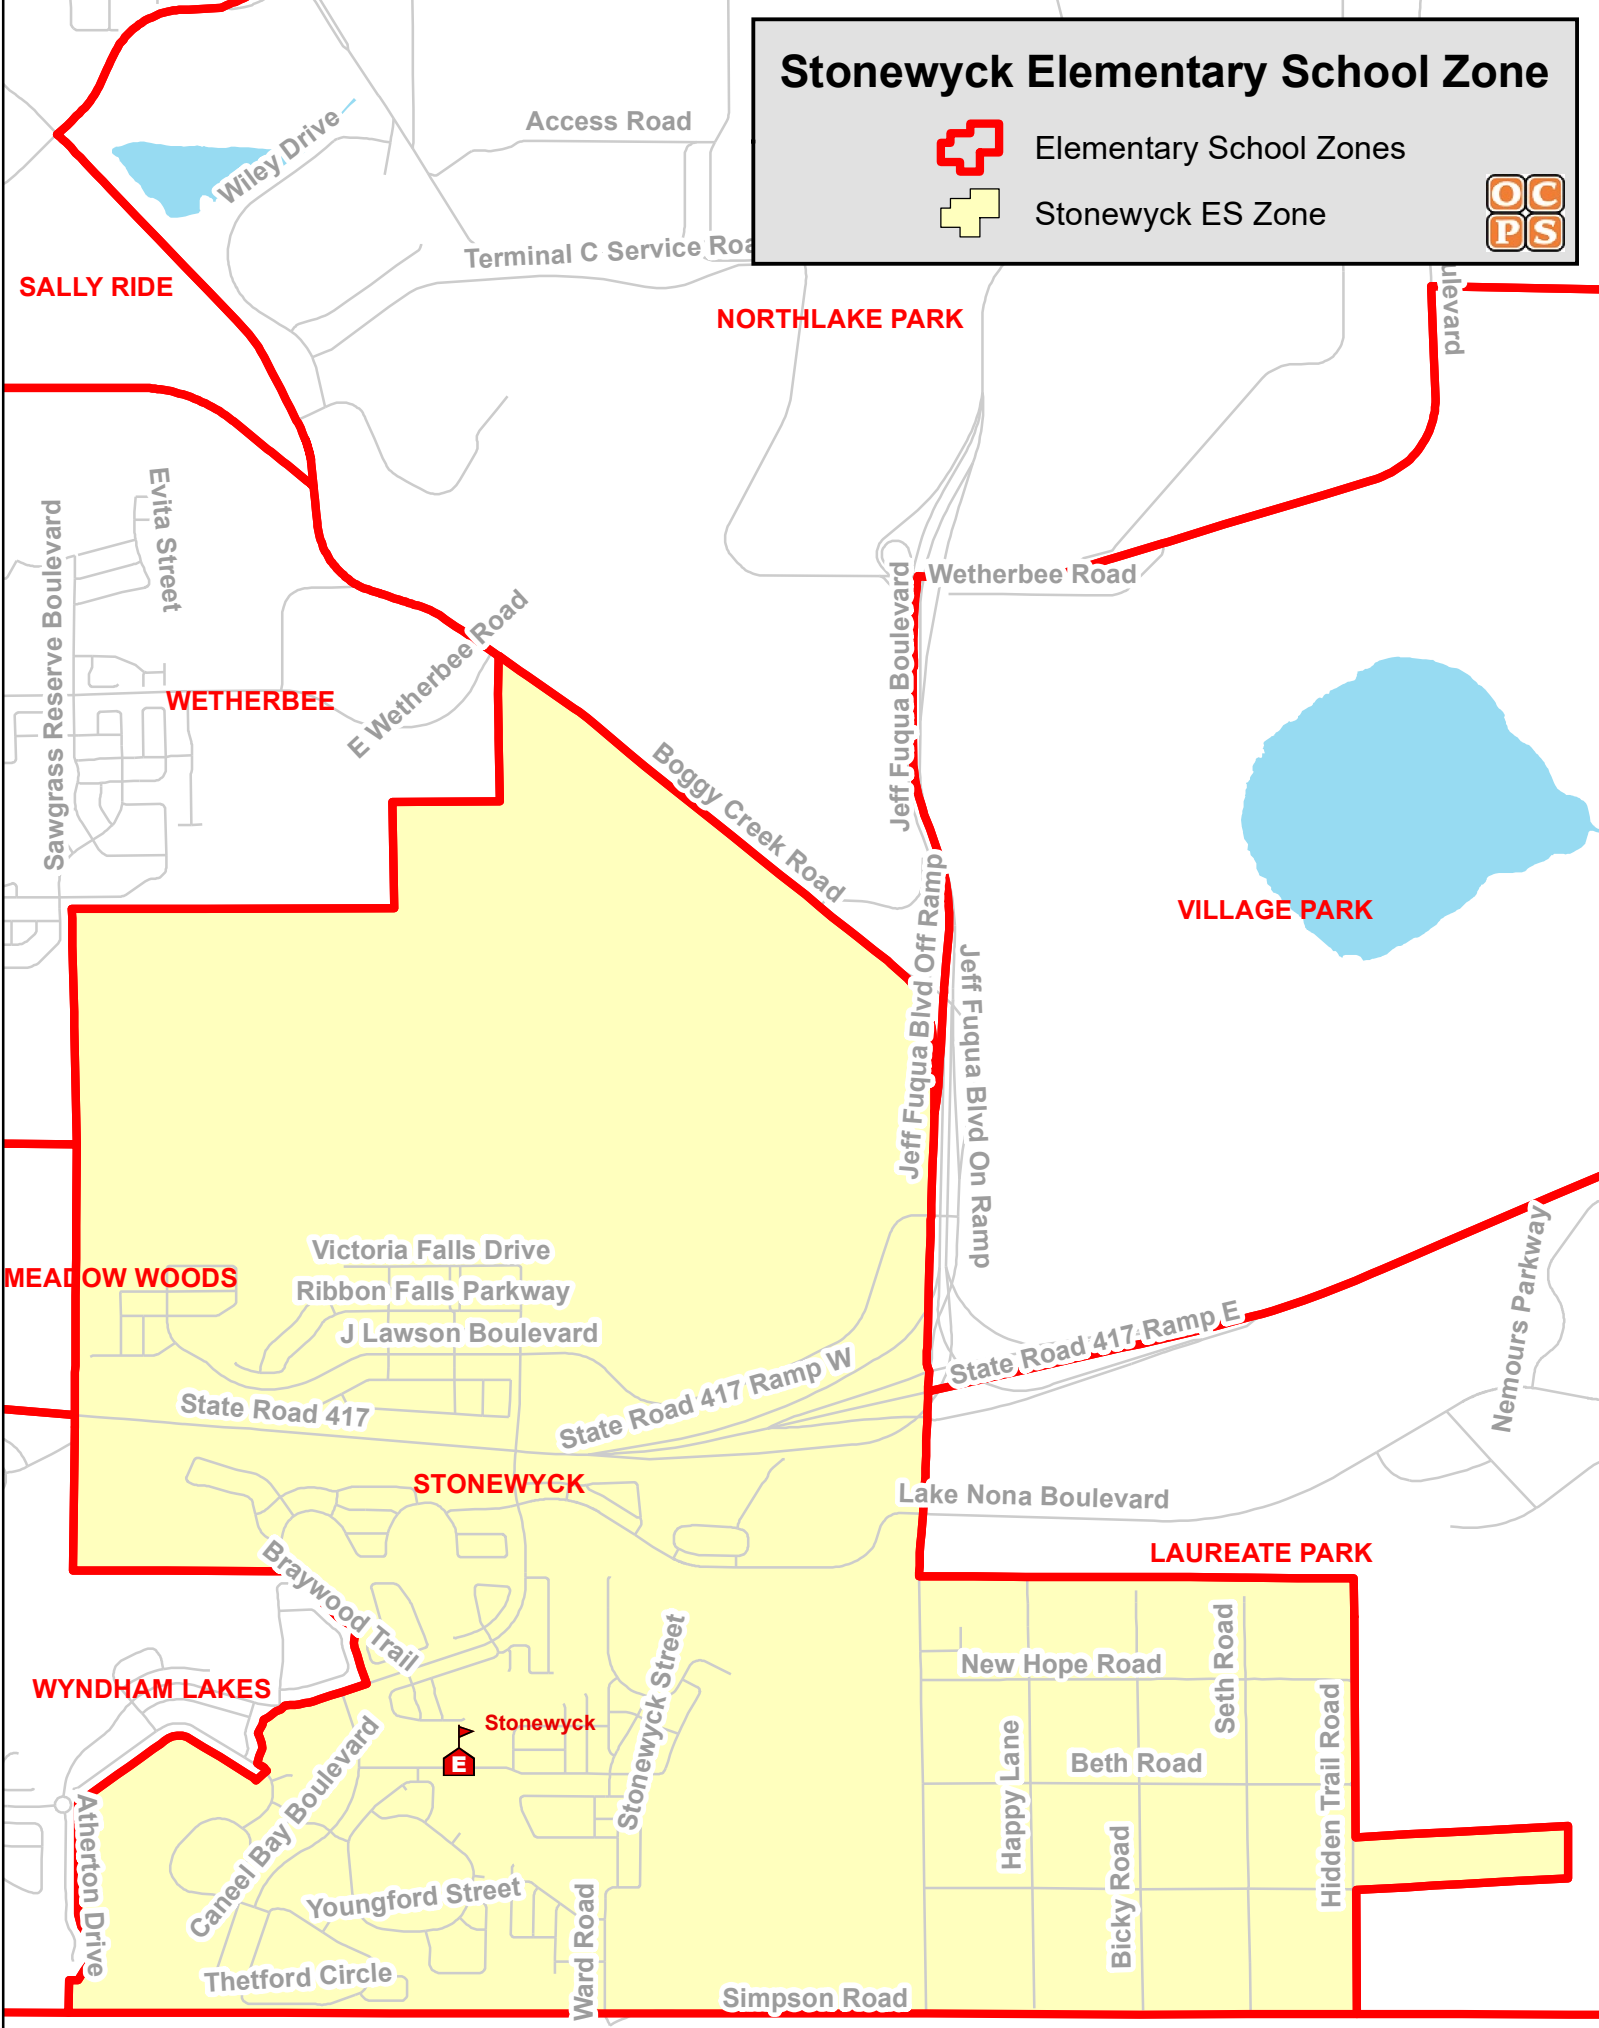 Stonewyck Elementary School Zone
Elementary School Zones
Stonewyck ES Zone
OC
PS
Wiley Drive
Access Road
Terminal C Service Roa
SALLY RIDE
NORTHLAKE PARK
ulevard
Evita Street
Sawgrass Reserve Boulevard
Wetherbee Road
Jeff Fuqua Boulevard
E Wetherbee Road
WETHERBEE
Boggy Creek Road
VILLAGE PARK
Jeff Fuqua Blvd Off Ramp
Jeff Fuqua Blvd On Ramp
Victoria Falls Drive
MEADOW WOODS
Ribbon Falls Parkway
J Lawson Boulevard
State Road 417 Ramp E
Nemours Parkway
State Road 417 Ramp W
State Road 417
STONEWYCK
Lake Nona Boulevard
LAUREATE PARK
Braywood Trail
Stonewyck Street
New Hope Road
Seth Road
WYNDHAM LAKES
Stonewyck
E
Hidden Trail Road
Happy Lane
Beth Road
Caneel Bay Boulevard
Atherton Drive
Bicky Road
Youngford Street
Ward Road
Thetford Circle
Simpson Road